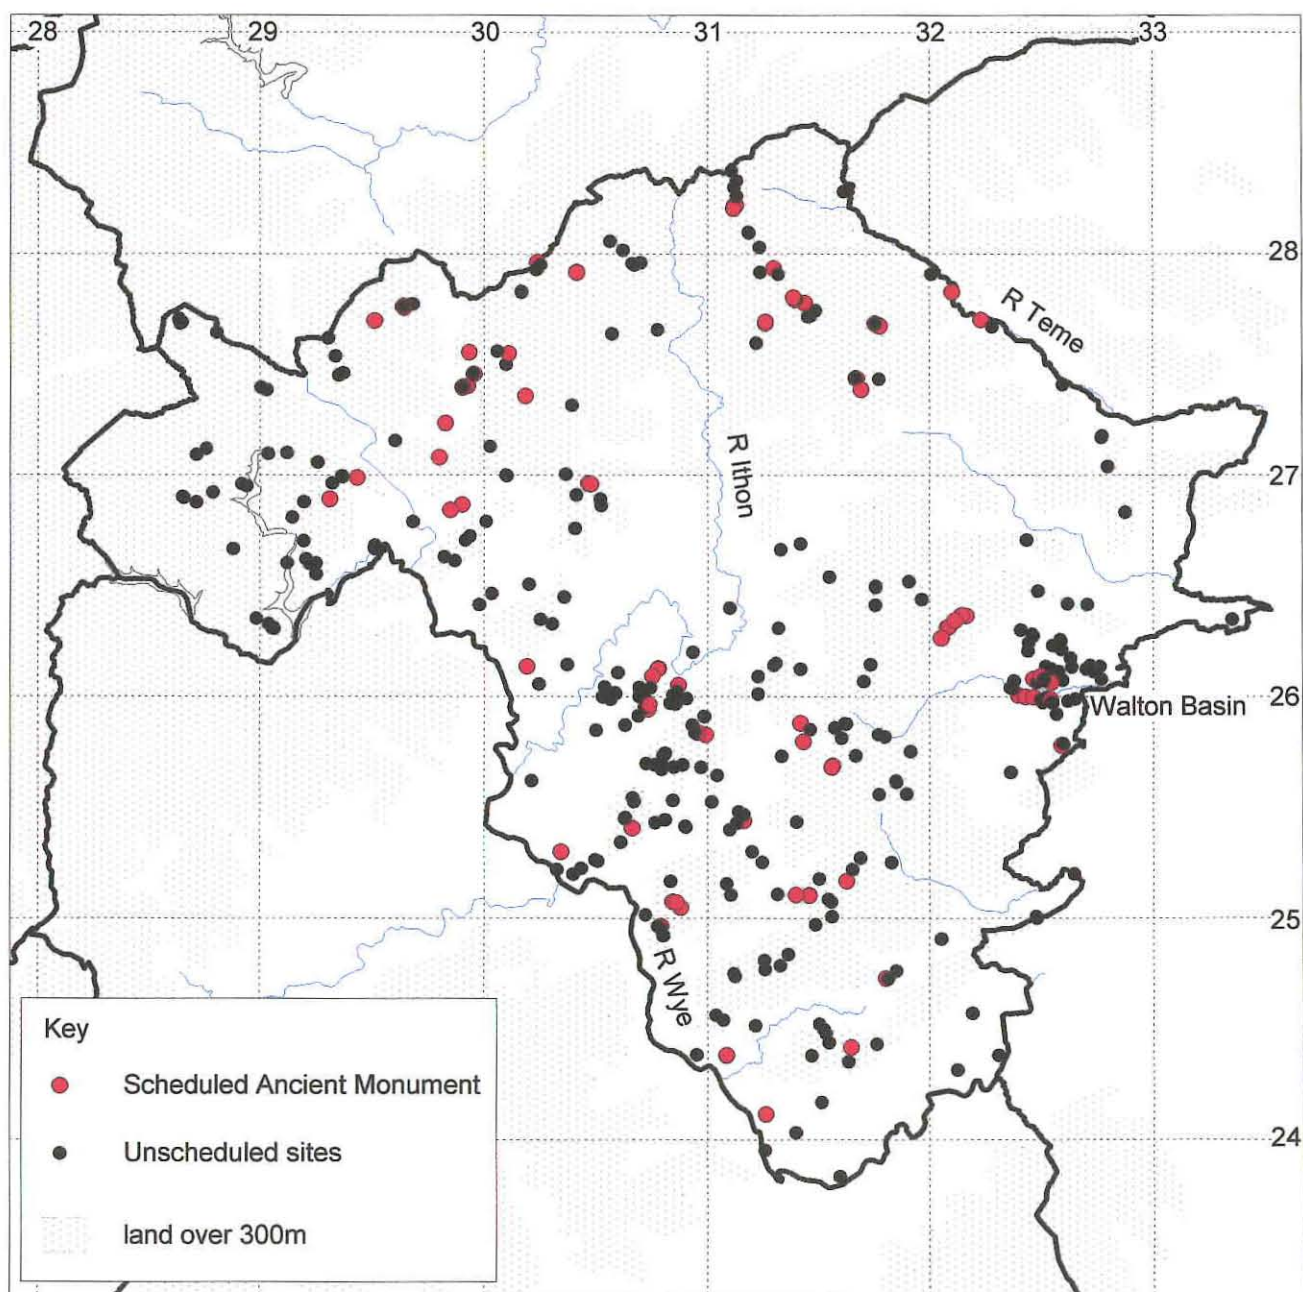 28 29 30 31 32 33
28
R Teme
27
R Ithon
26
Walton Basin
25
R Wye
24
Key
Scheduled Ancient Monument
Unscheduled sites
land over 300m